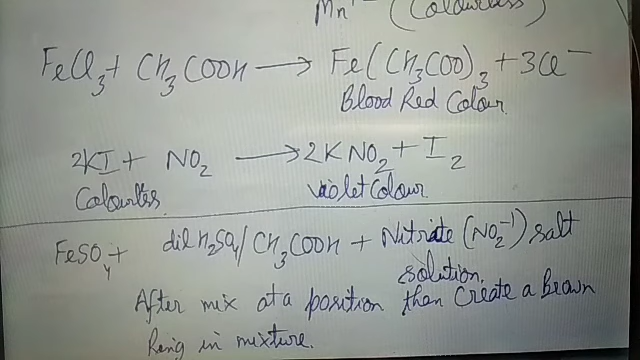 Mn (Colourless)
FeCl3 + CH3COOH → Fe(CH3COO)3 + 3Cl⁻
Blood Red Colour
2KI + NO2 → 2KNO2 + I2
Colourless Violet Colour
FeSO4 + dil H2SO4 / CH3COOH + Nitrate (NO2⁻¹) salt
solution.
After mix at a position then Create a Brown
Ring in mixture.